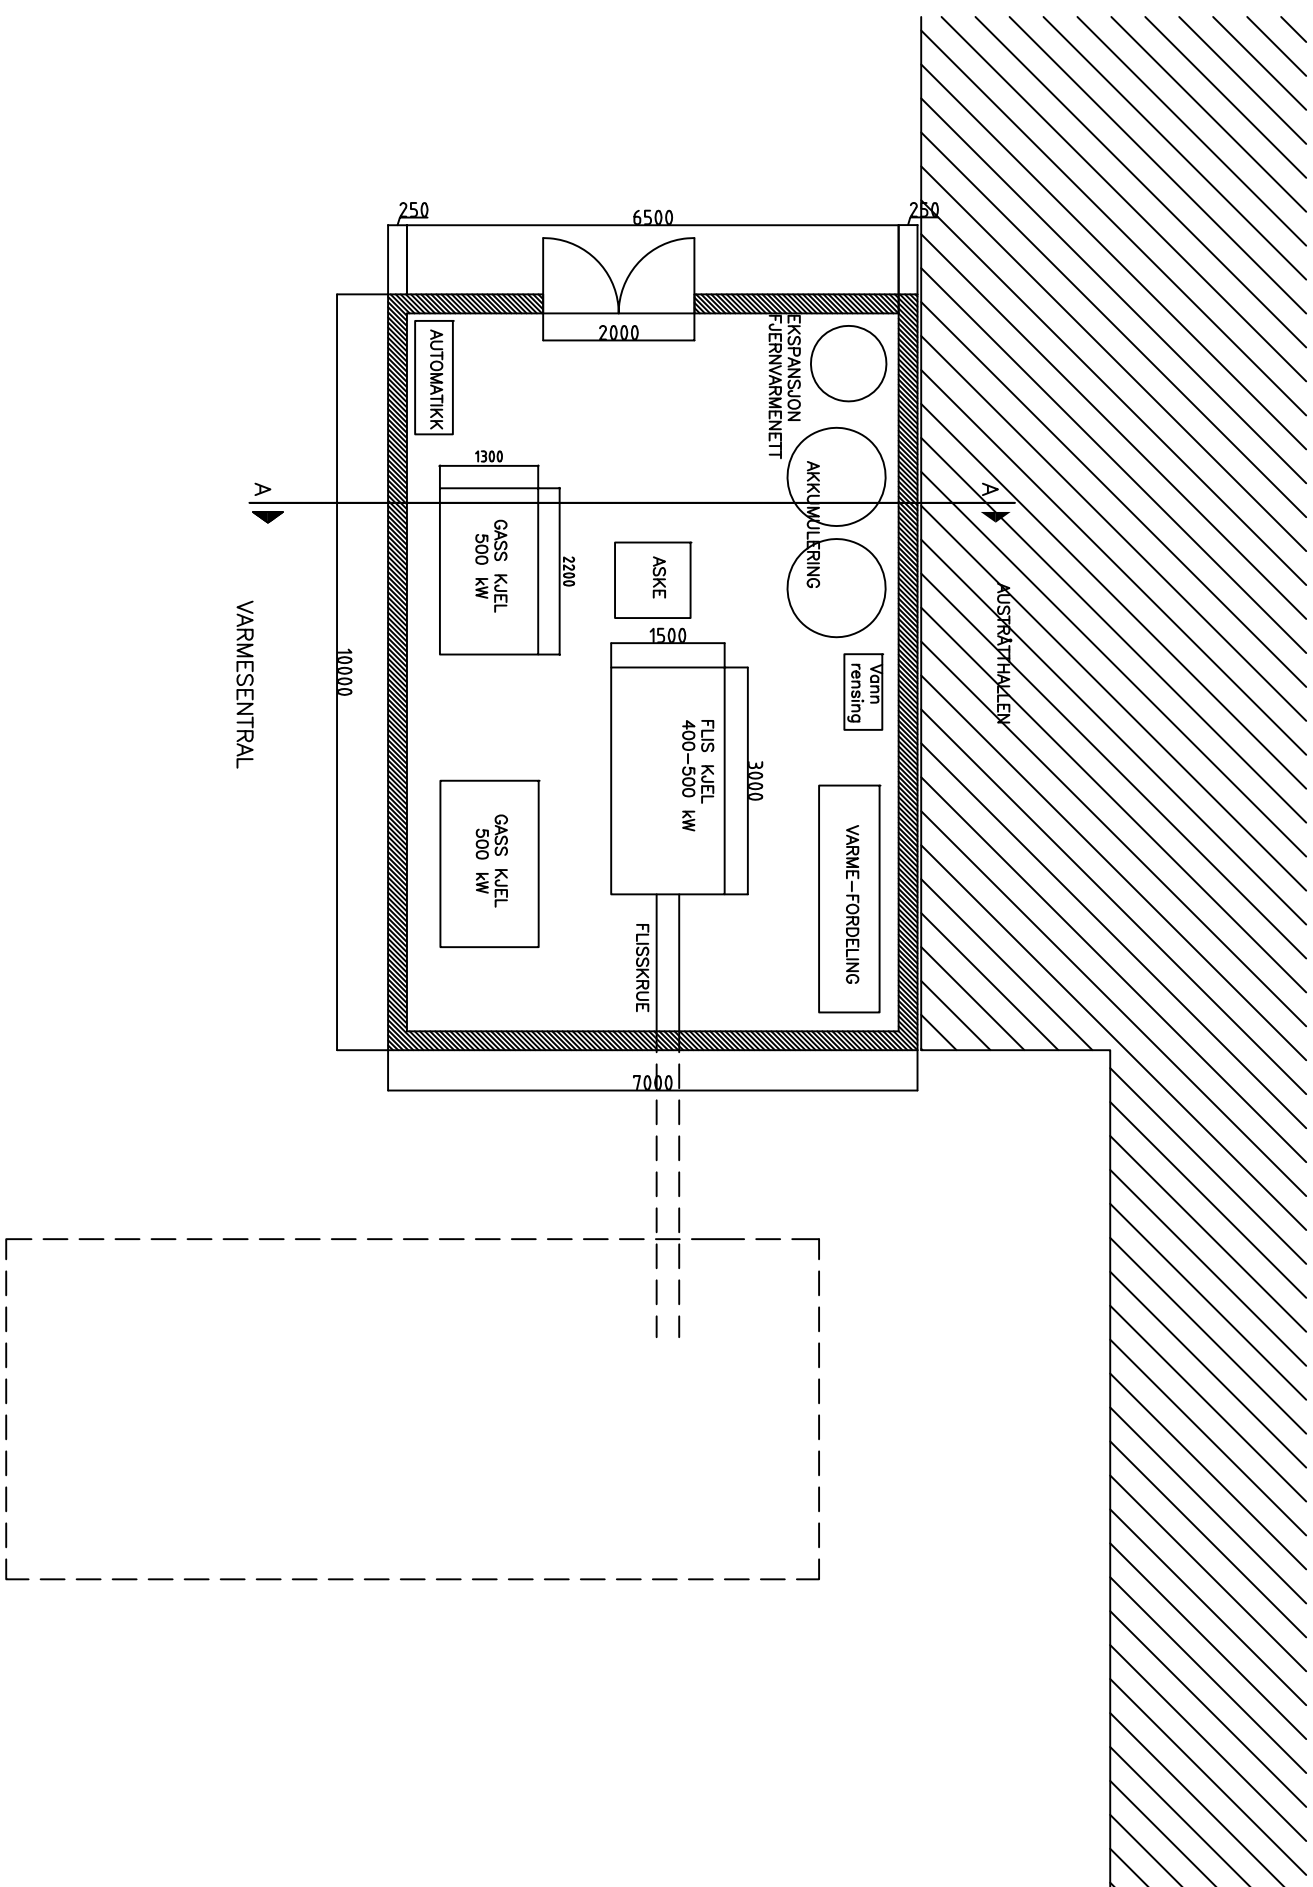 250
6500
250
2000
EKSPANSJON
FJERNVARMENETT
AUTOMATIKK
1300
AKKUMULERING
A
A
GASS KJEL
500 kW
2200
ASKE
AUSTRÅTTHALLEN
VARMESENTRAL
10000
1500
Vann
rensing
FLIS KJEL
400-500 kW
3000
GASS KJEL
500 kW
VARME-FORDELING
FLISSKRUE
7000